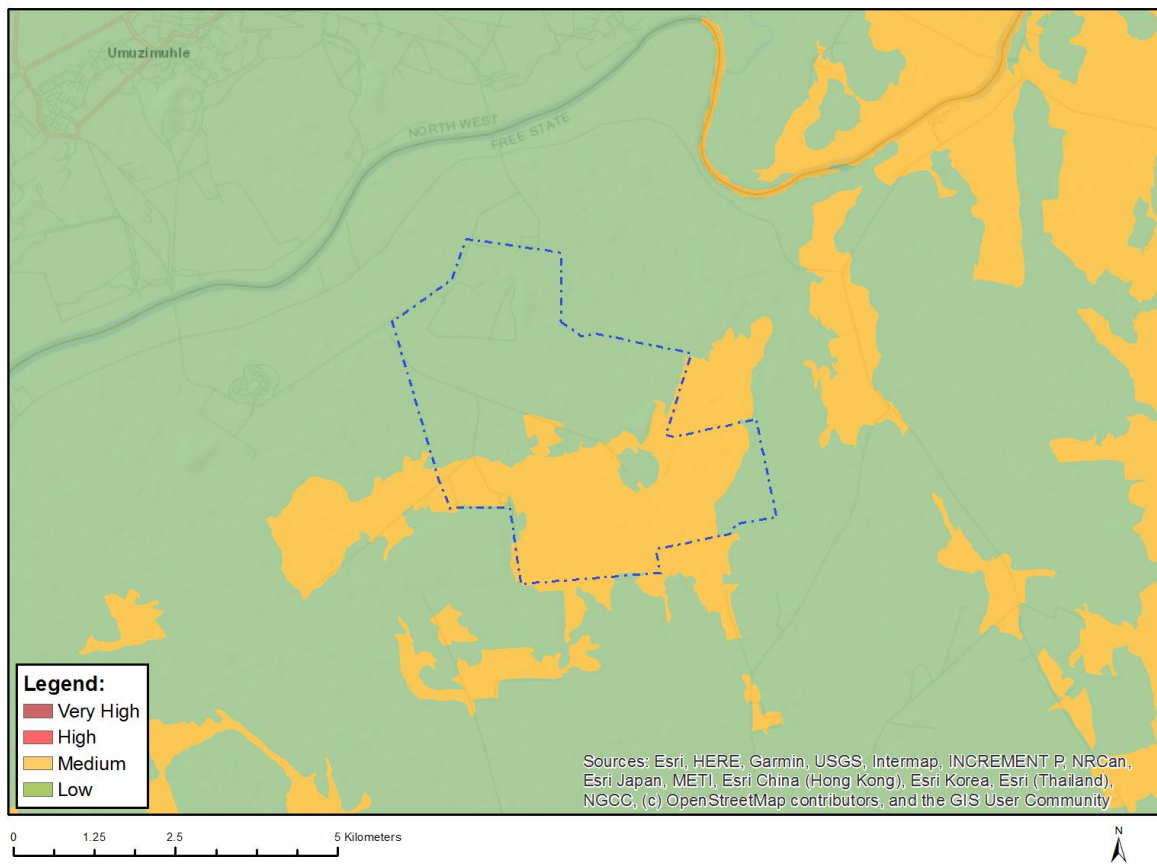 Umuzimuhle
NORTH WEST
FREE STATE
Legend:
Very High
High
Medium
Low
Sources: Esri, HERE, Garmin, USGS, Intermap, INCREMENT P, NRCan,
Esri Japan, METI, Esri China (Hong Kong), Esri Korea, Esri (Thailand),
NGCC, (c) OpenStreetMap contributors, and the GIS User Community
0 1.25 2.5 5 Kilometers
N